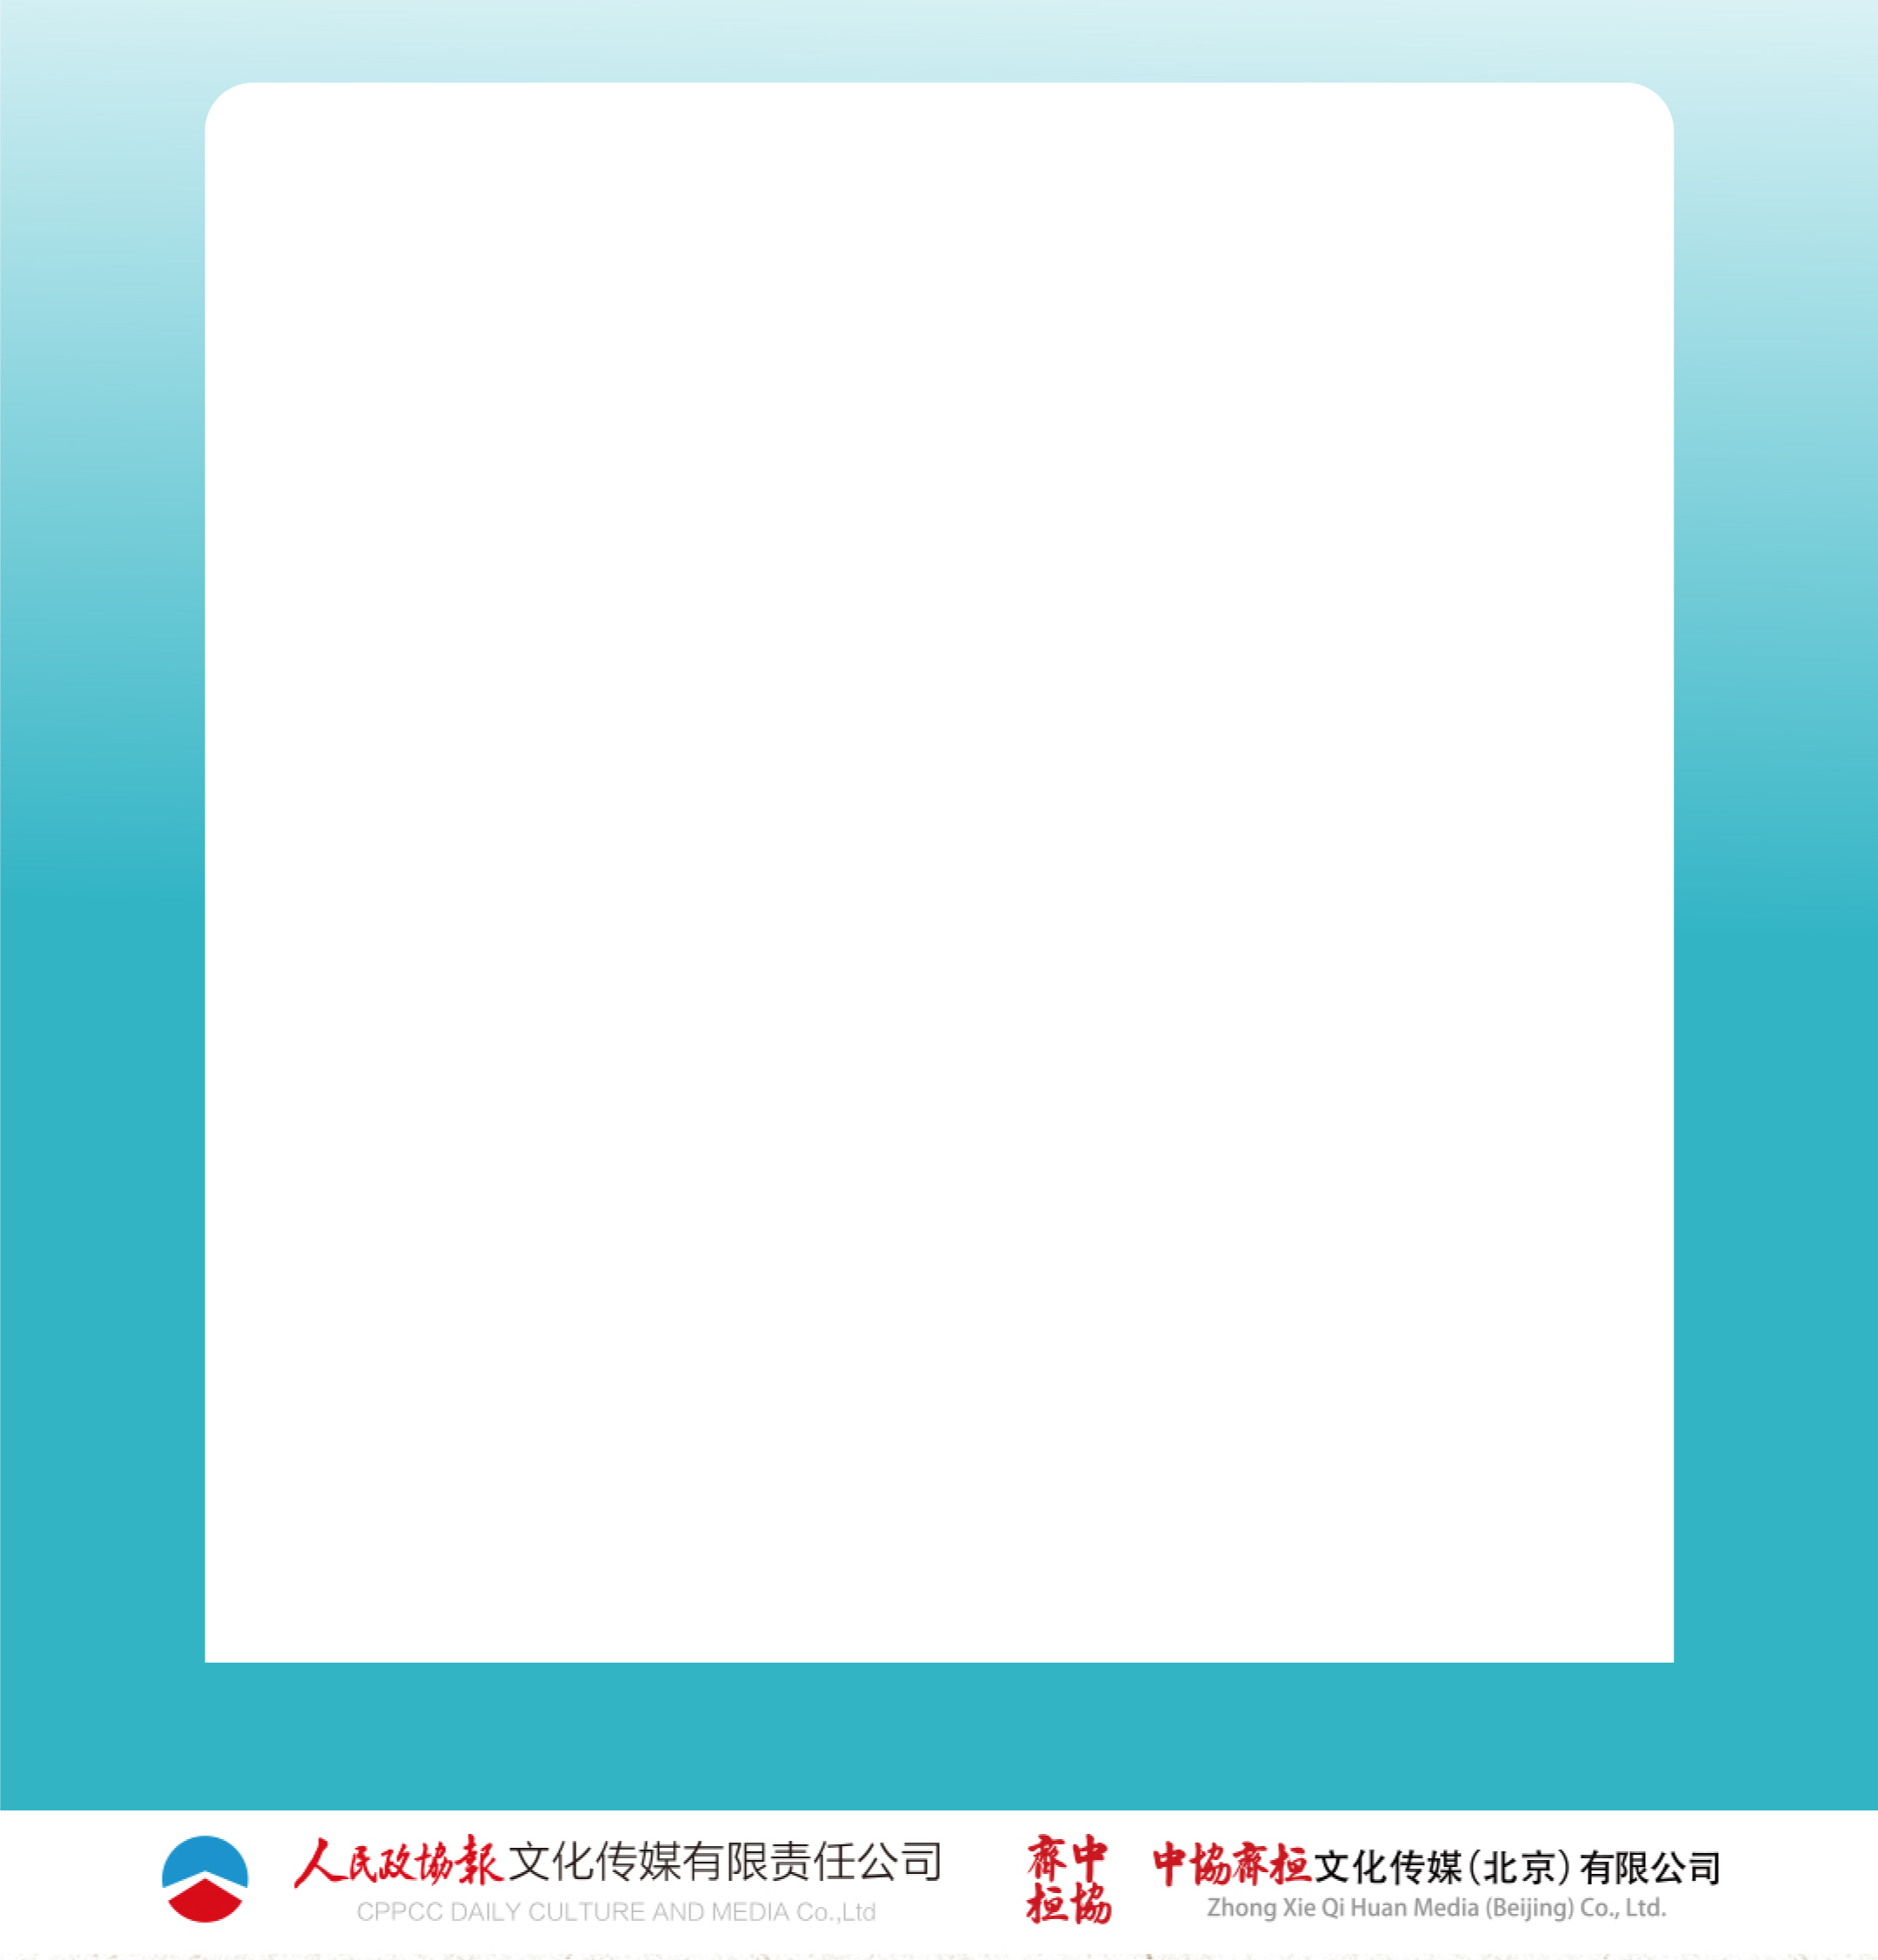 人民政協報文化传媒有限责任公司
CPPCC DAILY CULTURE AND MEDIA Co.,Ltd
齊中
桓協
中協齊桓文化传媒(北京)有限公司
Zhong Xie Qi Huan Media (Beijing) Co., Ltd.